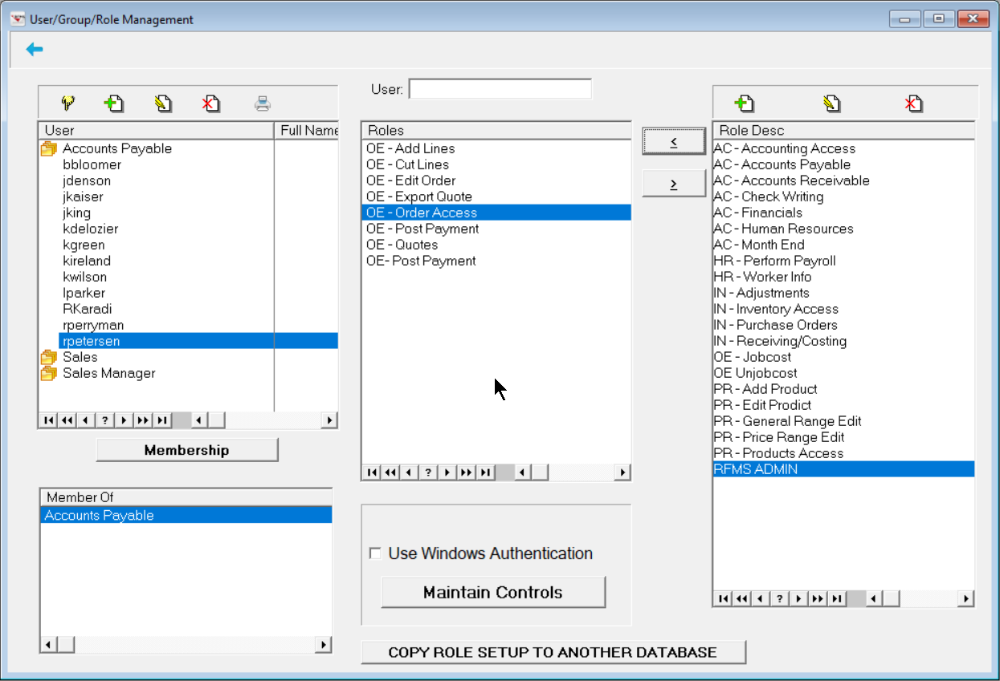 User/Group/Role Management
User:
User Full Name
Accounts Payable
bbloomer
jdenson
jkaiser
jking
kdelozier
kgreen
kireland
kwilson
lparker
RKaradi
rperryman
rpetersen
Sales
Sales Manager
?
Membership
Member Of
Accounts Payable
Roles
OE - Add Lines
OE - Cut Lines
OE - Edit Order
OE - Export Quote
OE - Order Access
OE - Post Payment
OE - Quotes
OE- Post Payment
?
Use Windows Authentication
Maintain Controls
COPY ROLE SETUP TO ANOTHER DATABASE
<
>
Role Desc
AC - Accounting Access
AC - Accounts Payable
AC - Accounts Receivable
AC - Check Writing
AC - Financials
AC - Human Resources
AC - Month End
HR - Perform Payroll
HR - Worker Info
IN - Adjustments
IN - Inventory Access
IN - Purchase Orders
IN - Receiving/Costing
OE - Jobcost
OE Unjobcost
PR - Add Product
PR - Edit Prodict
PR - General Range Edit
PR - Price Range Edit
PR - Products Access
RFMS ADMIN
?